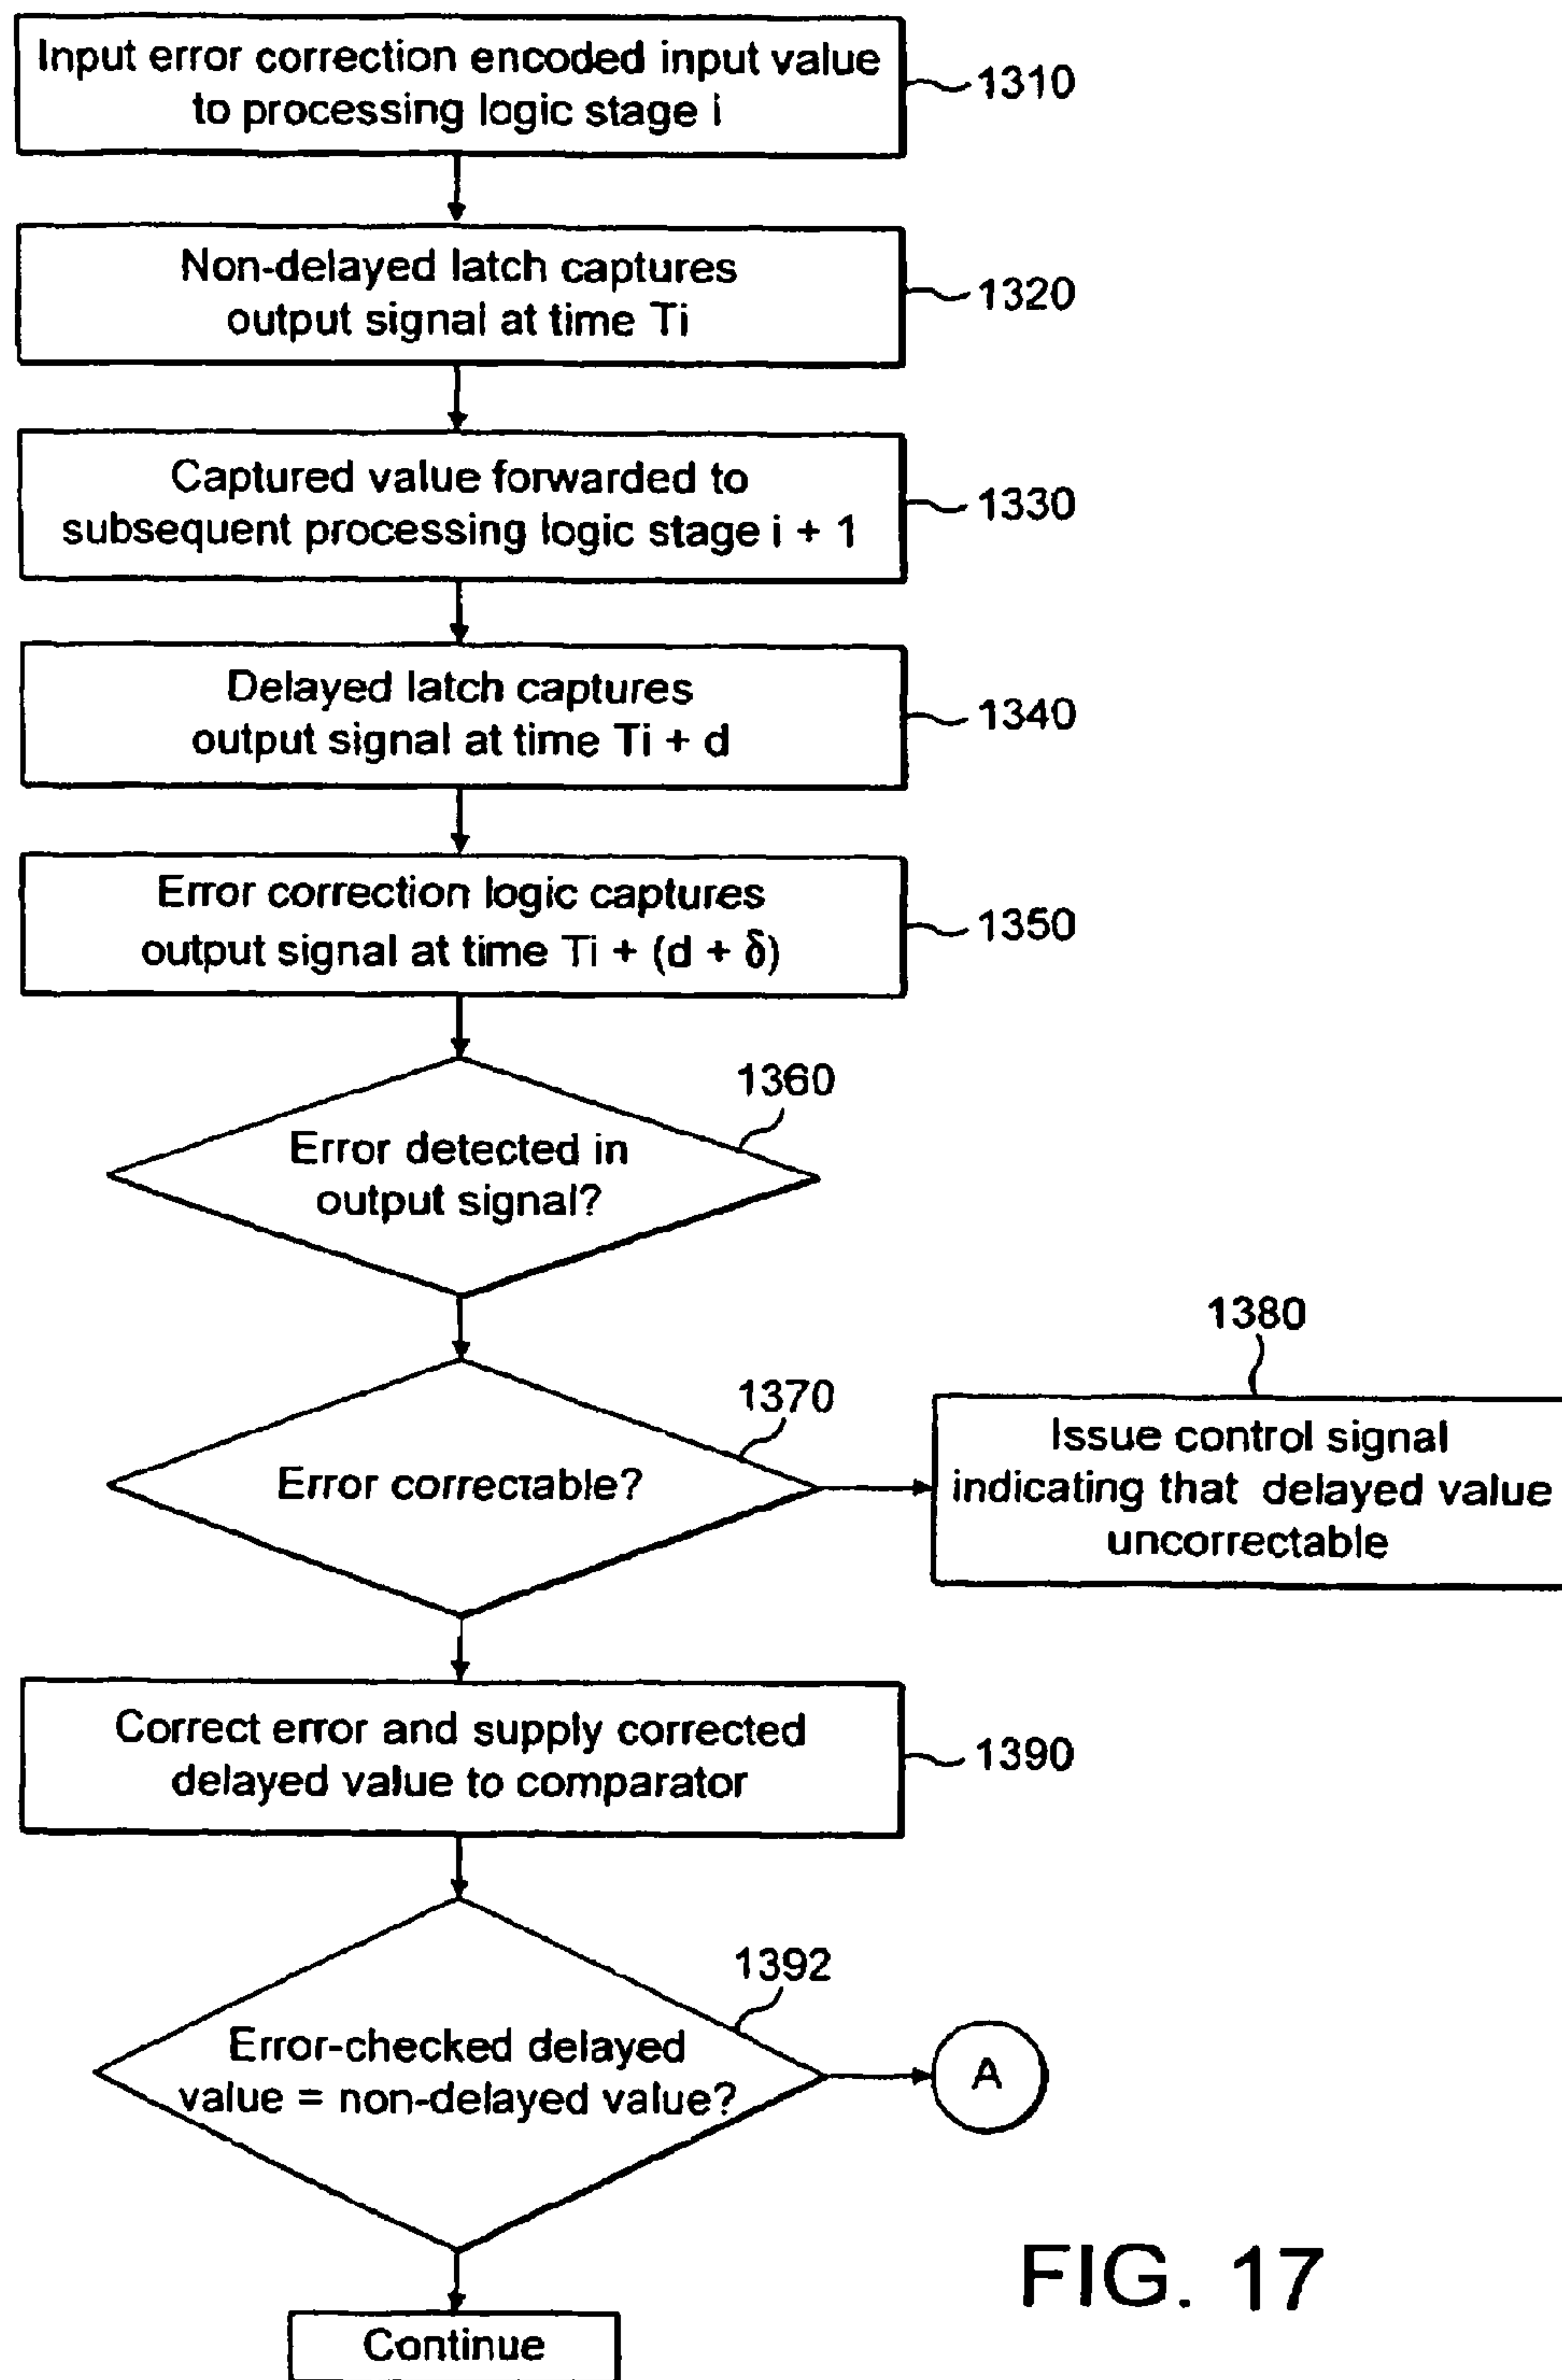 Input error correction encoded input value
to processing logic stage i
1310
Non-delayed latch captures
output signal at time Ti
1320
Captured value forwarded to
subsequent processing logic stage i + 1
1330
Delayed latch captures
output signal at time Ti + d
1340
Error correction logic captures
output signal at time Ti + (d + δ)
1350
1360
Error detected in
output signal?
1370
Error correctable?
1380
Issue control signal
indicating that delayed value
uncorrectable
Correct error and supply corrected
delayed value to comparator
1390
1392
Error-checked delayed
value = non-delayed value?
A
Continue
FIG. 17